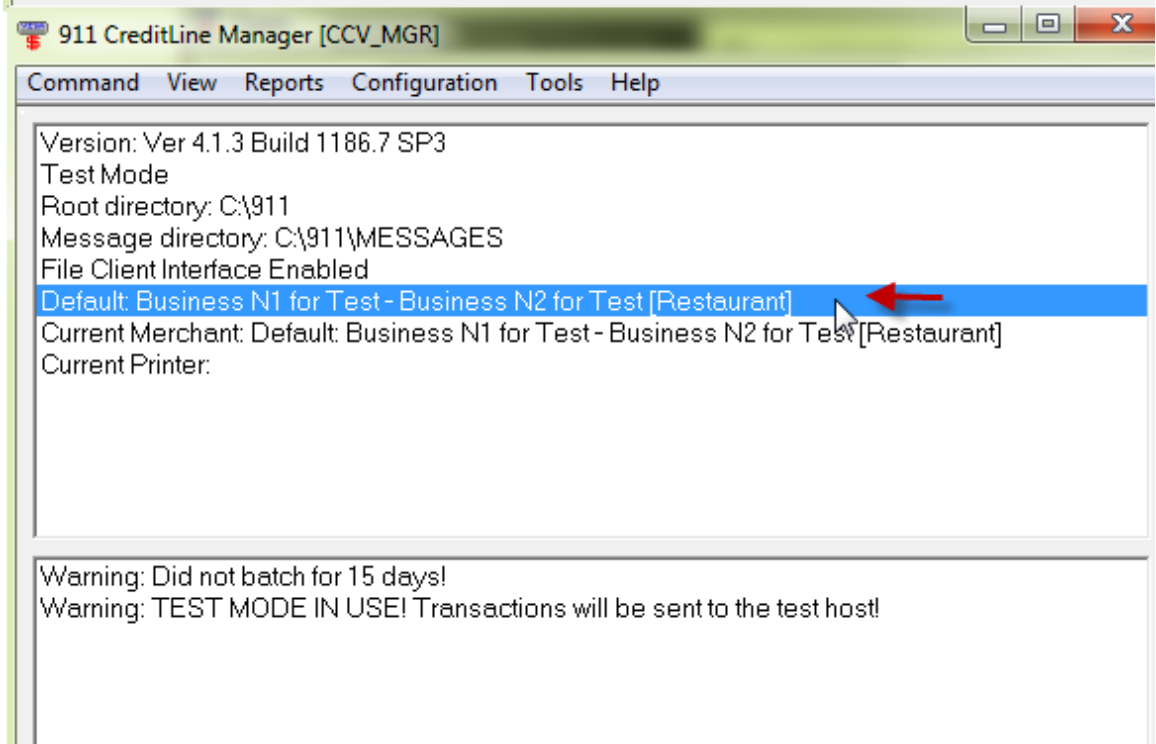 911 CreditLine Manager [CCV_MGR]
Command View Reports Configuration Tools Help
Version: Ver 4.1.3 Build 1186.7 SP3
Test Mode
Root directory: C:\911
Message directory: C:\911\MESSAGES
File Client Interface Enabled
Default: Business N1 for Test - Business N2 for Test [Restaurant]
Current Merchant: Default: Business N1 for Test - Business N2 for Test [Restaurant]
Current Printer:
Warning: Did not batch for 15 days!
Warning: TEST MODE IN USE! Transactions will be sent to the test host!